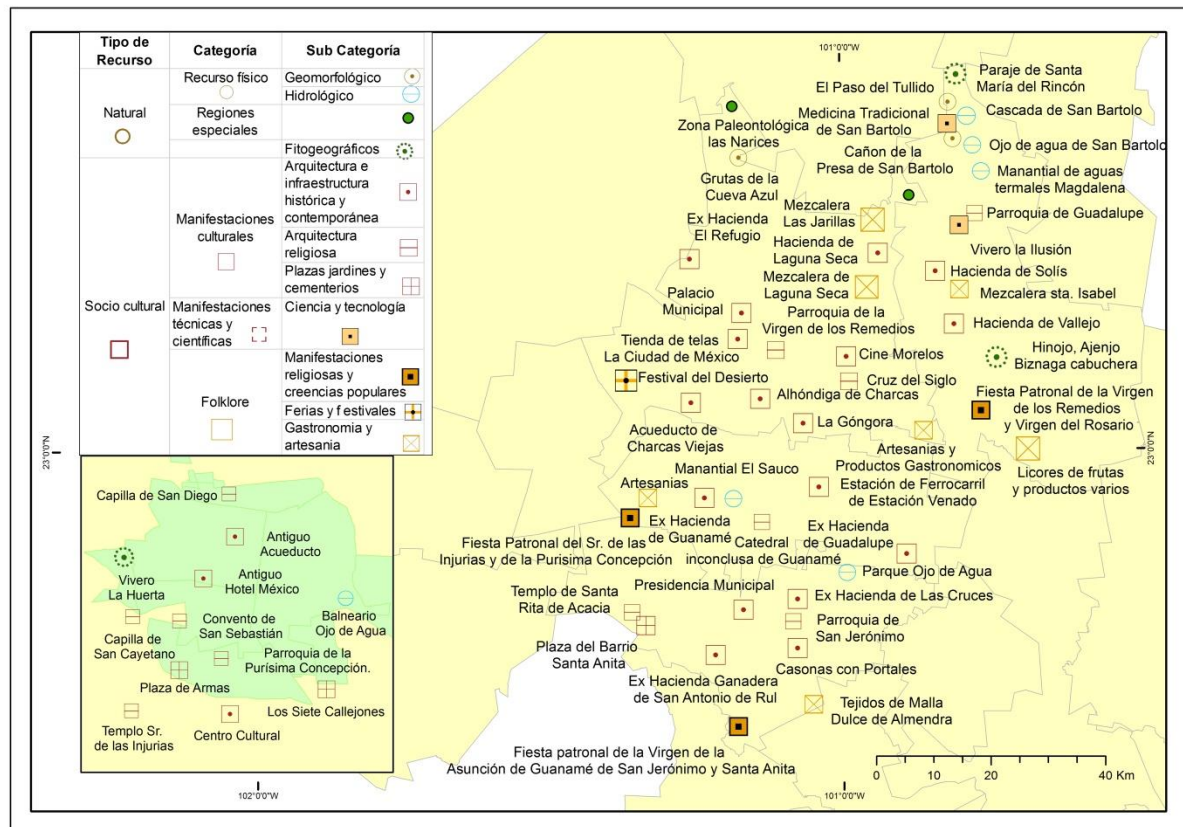 Tipo de
Recurso
Categoría
Sub Categoría
Natural
Recurso físico
Geomorfológico
Hidrológico
Regiones
especiales
Fitogeográficos
Socio cultural
Manifestaciones
culturales
Arquitectura e
infraestructura
histórica y
contemporánea
Arquitectura
religiosa
Plazas jardines y
cementerios
Manifestaciones
técnicas y
científicas
Ciencia y tecnología
Folklore
Manifestaciones
religiosas y
creencias populares
Ferias y f estivales
Gastronomia y
artesania
101°0'0"W
El Paso del Tullido
Paraje de Santa
María del Rincón
Zona Paleontológica
las Narices
Medicina Tradicional
de San Bartolo
Cascada de San Bartolo
Ojo de agua de San Bartolo
Grutas de la
Cueva Azul
Cañon de la
Presa de San Bartolo
Manantial de aguas
termales Magdalena
Ex Hacienda
El Refugio
Mezcalera
Las Jarillas
Parroquia de Guadalupe
Hacienda de
Laguna Seca
Vivero la Ilusión
Hacienda de Solís
Palacio
Municipal
Mezcalera de
Laguna Seca
Mezcalera sta. Isabel
Parroquia de la
Virgen de los Remedios
Hacienda de Vallejo
Tienda de telas
La Ciudad de México
Cine Morelos
Hinojo, Ajenjo
Biznaga cabuchera
Festival del Desierto
Cruz del Siglo
Alhóndiga de Charcas
Fiesta Patronal de la Virgen
de los Remedios
y Virgen del Rosario
Acueducto de
Charcas Viejas
La Góngora
Artesanias y
Productos Gastronomicos
Licores de frutas
y productos varios
23°0'0"N
23°0'0"N
Manantial El Sauco
Artesanias
Estación de Ferrocarril
de Estación Venado
Ex Hacienda
de Guanamé
Fiesta Patronal del Sr. de las
Injurias y de la Purisima Concepción
Catedral
inconclusa de Guanamé
Ex Hacienda
de Guadalupe
Parque Ojo de Agua
Templo de Santa
Rita de Acacia
Presidencia Municipal
Ex Hacienda de Las Cruces
Parroquia de
San Jerónimo
Plaza del Barrio
Santa Anita
Casonas con Portales
Ex Hacienda Ganadera
de San Antonio de Rul
Tejidos de Malla
Dulce de Almendra
Fiesta patronal de la Virgen de la
Asunción de Guanamé de San Jerónimo y Santa Anita
Capilla de San Diego
Antiguo
Acueducto
Vivero
La Huerta
Antiguo
Hotel México
Balneario
Ojo de Agua
Capilla de
San Cayetano
Convento de
San Sebastián
Parroquia de la
Purísima Concepción.
Plaza de Armas
Los Siete Callejones
Templo Sr.
de las Injurias
Centro Cultural
0 10 20 40 Km
102°0'0"W
101°0'0"W